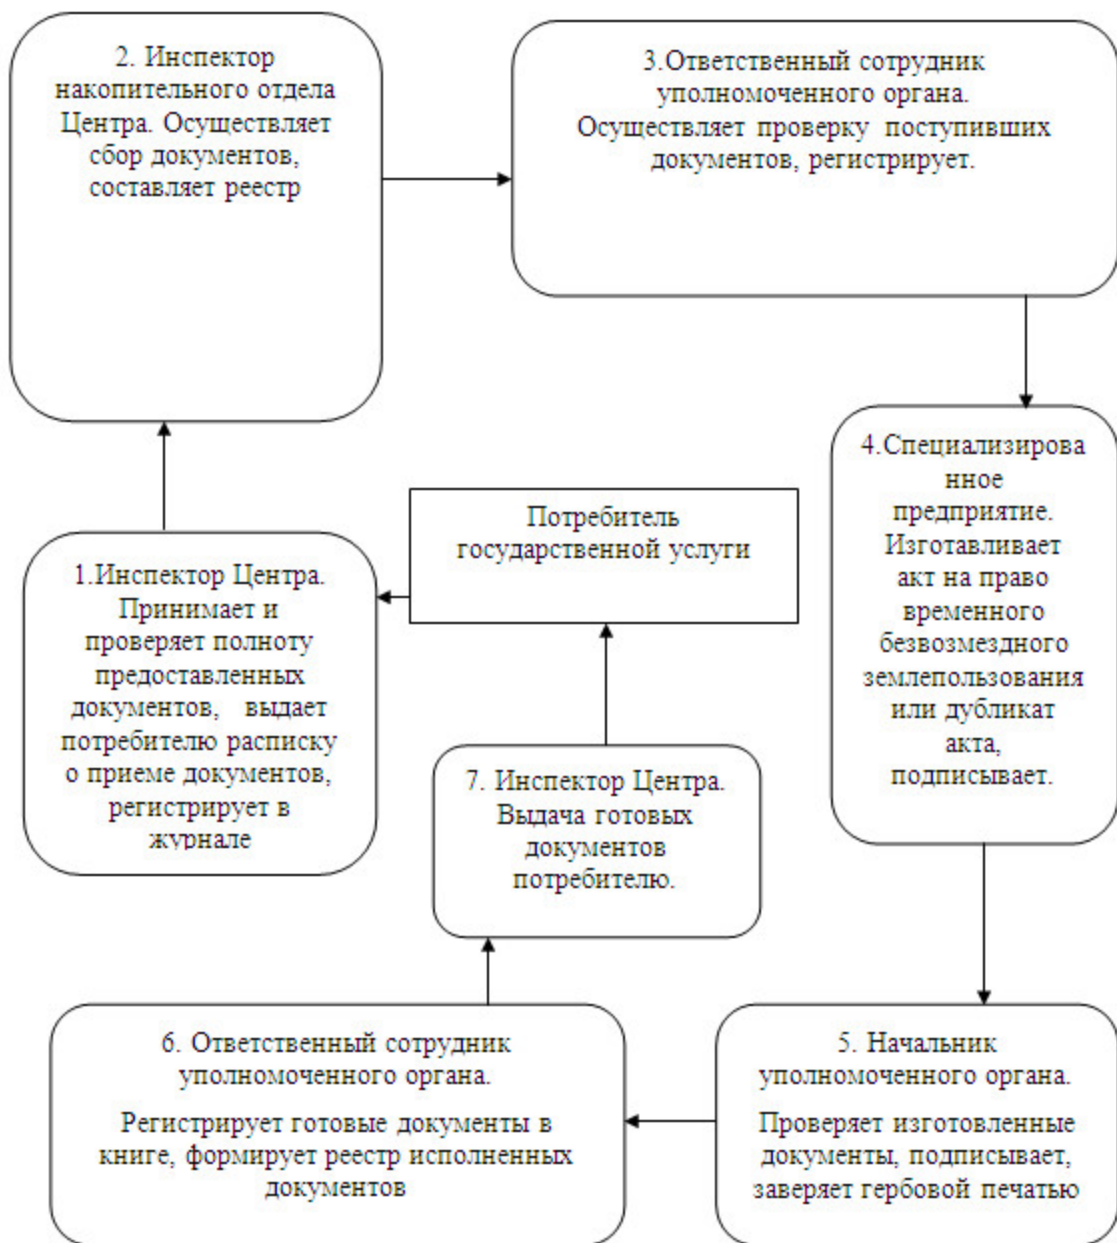 2. Инспектор
накопительного отдела
Центра. Осуществляет
сбор документов,
составляет реестр
3.Ответственный сотрудник
уполномоченного органа.
Осуществляет проверку поступивших
документов, регистрирует.
4.Специализирова
нное
предприятие.
Изготавливает
акт на право
временного
безвозмездного
землепользования
или дубликат
акта,
подписывает.
Потребитель
государственной услуги
1.Инспектор Центра.
Принимает и
проверяет полноту
предоставленных
документов, выдает
потребителю расписку
о приеме документов,
регистрирует в
журнале
7. Инспектор Центра.
Выдача готовых
документов
потребителю.
6. Ответственный сотрудник
уполномоченного органа.
Регистрирует готовые документы в
книге, формирует реестр исполненных
документов
5. Начальник
уполномоченного органа.
Проверяет изготовленные
документы, подписывает,
заверяет гербовой печатью